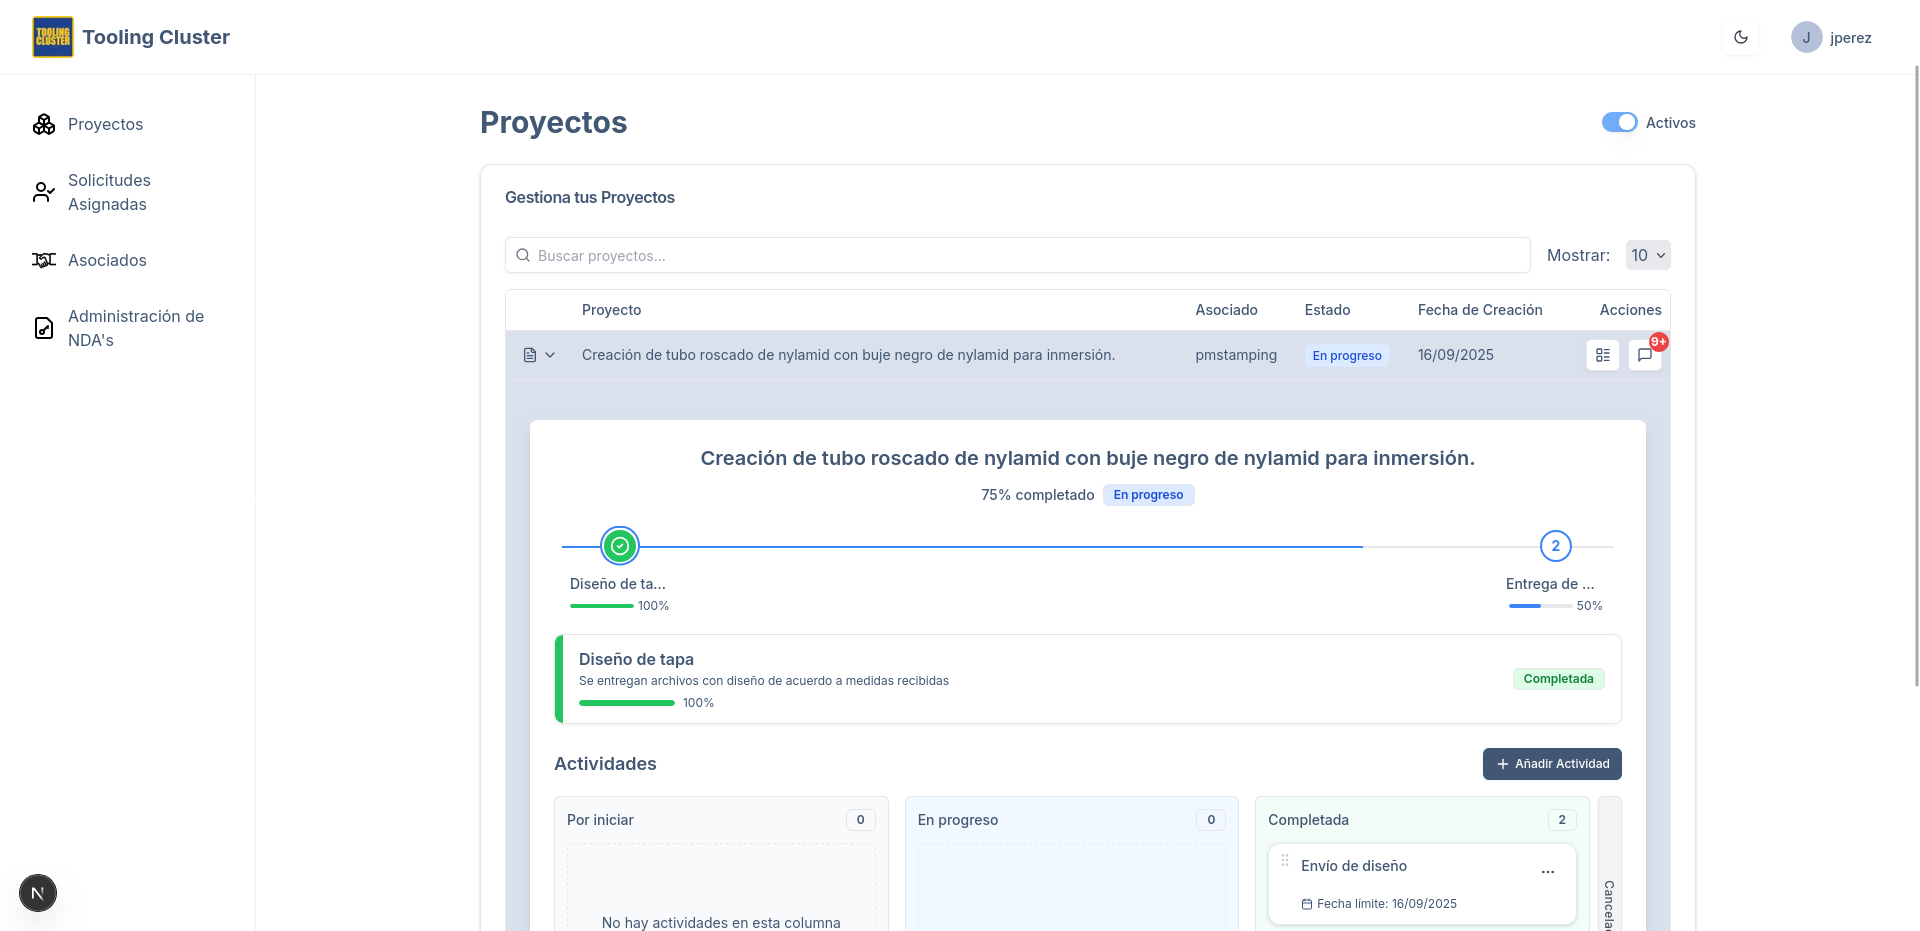 TOOLING
CLUSTER
Tooling Cluster
J
jperez
Proyectos
Solicitudes
Asignadas
Asociados
Administración de
NDA's
Proyectos
Activos
Gestiona tus Proyectos
Buscar proyectos...
Mostrar:
10
Proyecto
Asociado
Estado
Fecha de Creación
Acciones
Creación de tubo roscado de nylamid con buje negro de nylamid para inmersión.
pmstamping
En progreso
16/09/2025
9+
Creación de tubo roscado de nylamid con buje negro de nylamid para inmersión.
75% completado
En progreso
2
Diseño de ta...
100%
Entrega de ...
50%
Diseño de tapa
Se entregan archivos con diseño de acuerdo a medidas recibidas
100%
Completada
Actividades
Añadir Actividad
Por iniciar
0
En progreso
0
Completada
2
Envío de diseño
...
Fecha límite: 16/09/2025
No hay actividades en esta columna
N